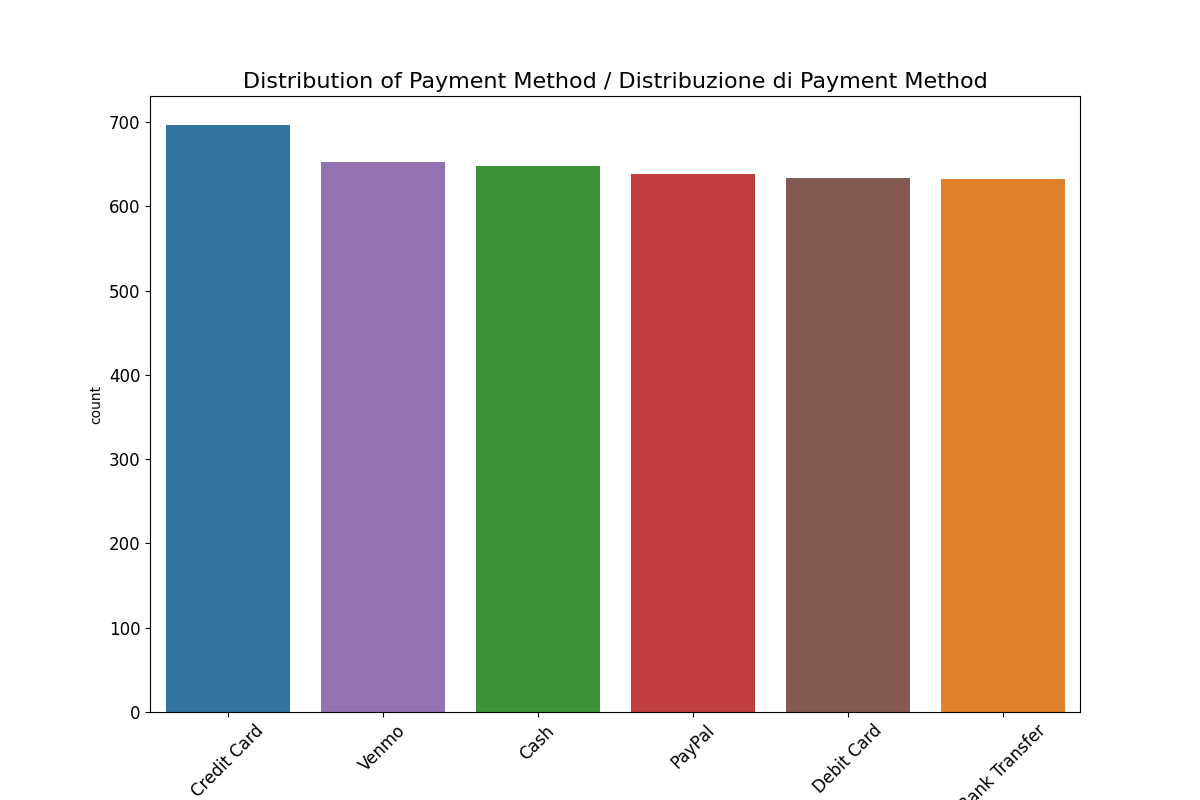 Distribution of Payment Method / Distribuzione di Payment Method
700
600
500
400
300
200
100
0
count
Credit Card
Venmo
Cash
PayPal
Debit Card
Bank Transfer